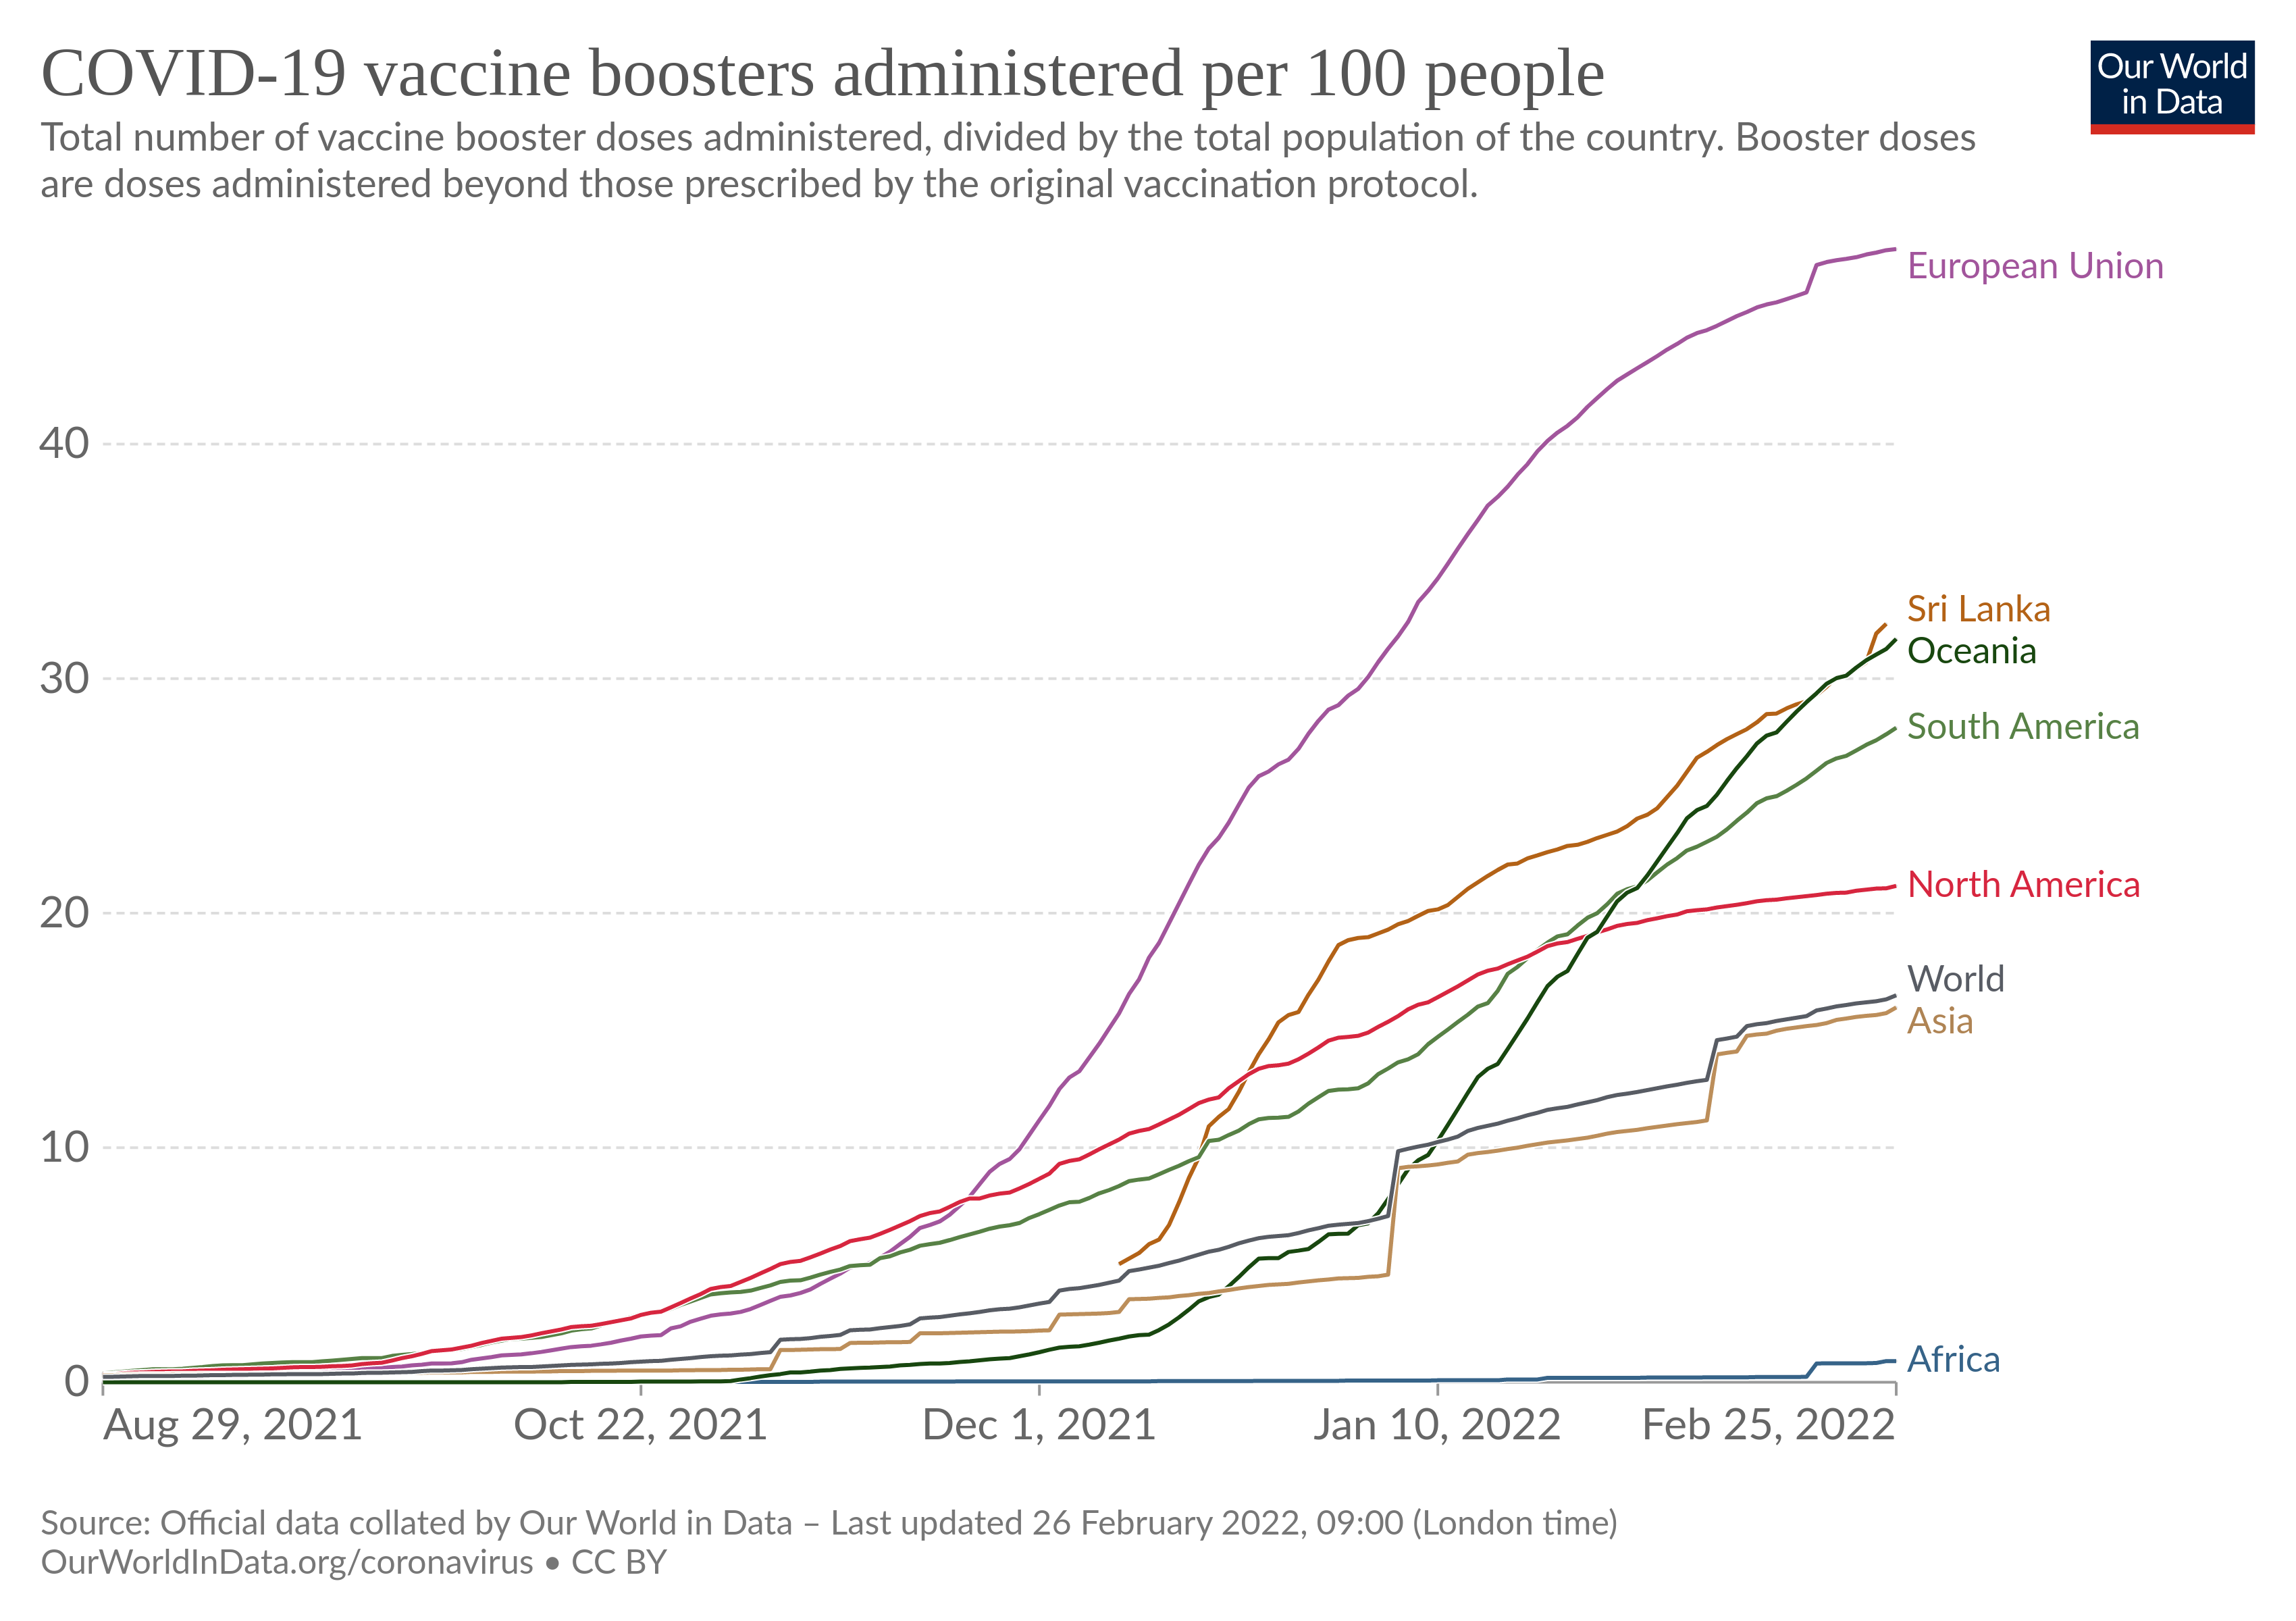 COVID-19 vaccine boosters administered per 100 people
Our World
in Data
Total number of vaccine booster doses administered, divided by the total population of the country. Booster doses
are doses administered beyond those prescribed by the original vaccination protocol.
European Union
40
Sri Lanka
Oceania
30
South America
North America
20
World
Asia
10
Africa
0
Aug 29, 2021 Oct 22, 2021 Dec 1, 2021 Jan 10, 2022 Feb 25, 2022
Source: Official data collated by Our World in Data – Last updated 26 February 2022, 09:00 (London time)
OurWorldInData.org/coronavirus • CC BY